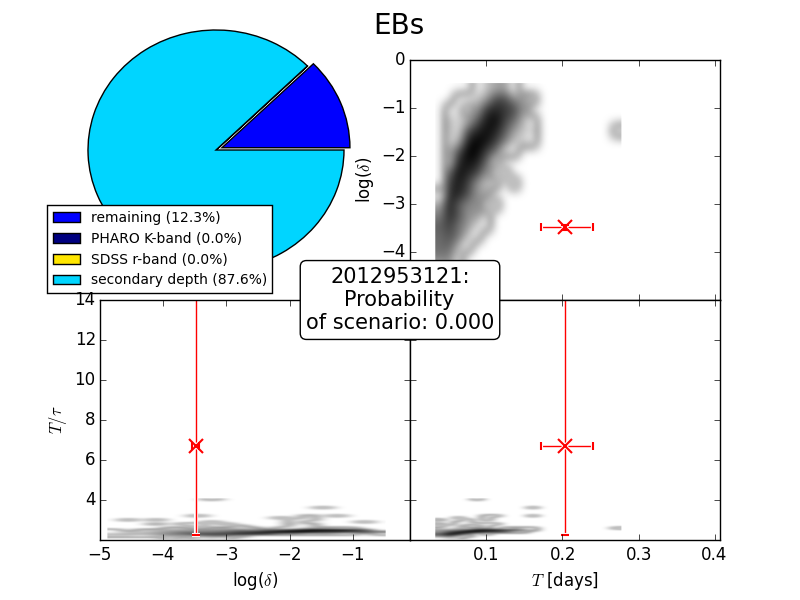 EBs
remaining (12.3%)
PHARO K-band (0.0%)
SDSS r-band (0.0%)
secondary depth (87.6%)
0
−1
−2
−3
−4
log(δ)
2012953121:
Probability
of scenario: 0.000
14
12
10
8
6
4
T/τ
−5 −4 −3 −2 −1
log(δ)
0.1 0.2 0.3 0.4
T [days]